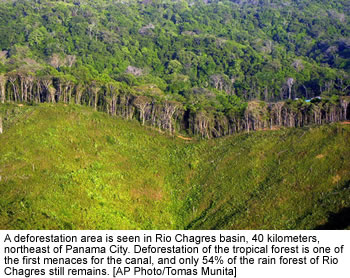 A deforestation area is seen in Rio Chagres basin, 40 kilometers,
northeast of Panama City. Deforestation of the tropical forest is one of
the first menaces for the canal, and only 54% of the rain forest of Rio
Chagres still remains. [AP Photo/Tomas Munita]